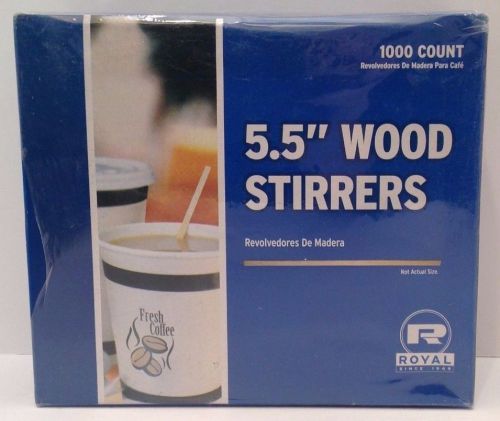 1000 COUNT
Revolvedores De Madera Para Café
5.5" WOOD
STIRRERS
Revolvedores De Madera
Not Actual Size.
Fresh
Coffee
R
ROYAL
SINCE 1969